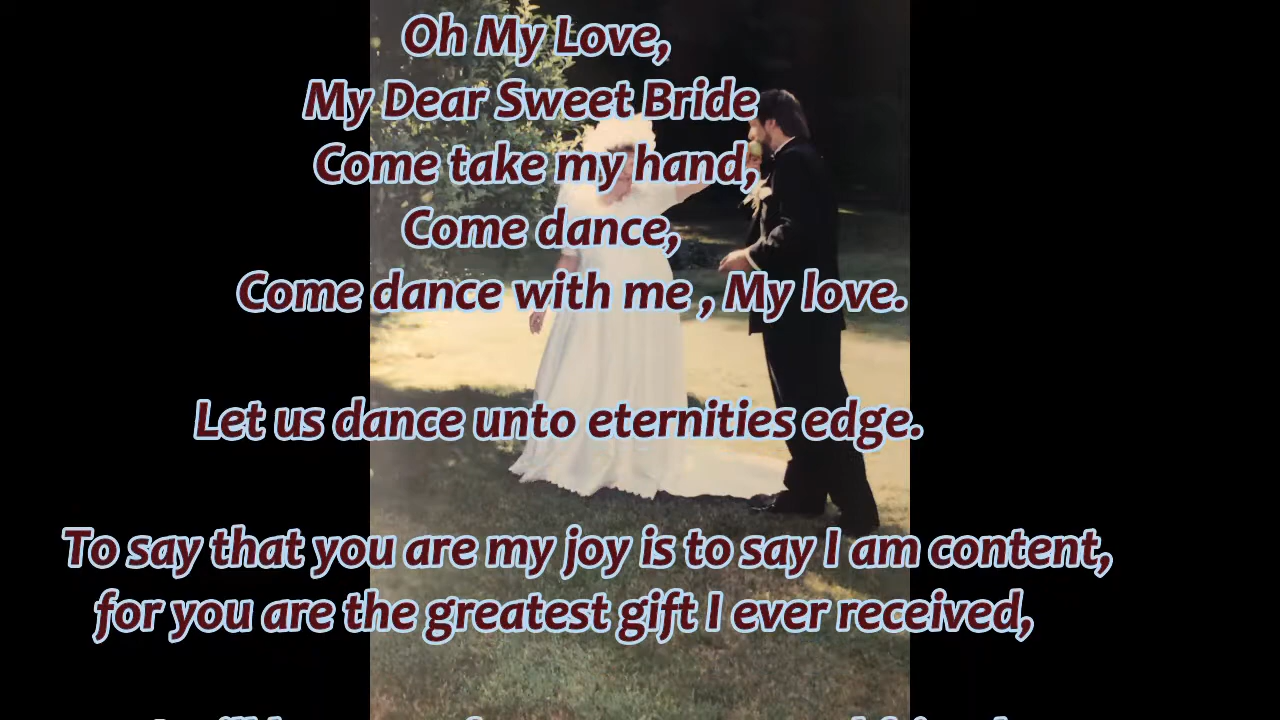 Oh My Love,
My Dear Sweet Bride
Come take my hand,
Come dance,
Come dance with me , My love.
Let us dance unto eternities edge.
To say that you are my joy is to say I am content,
for you are the greatest gift I ever received,